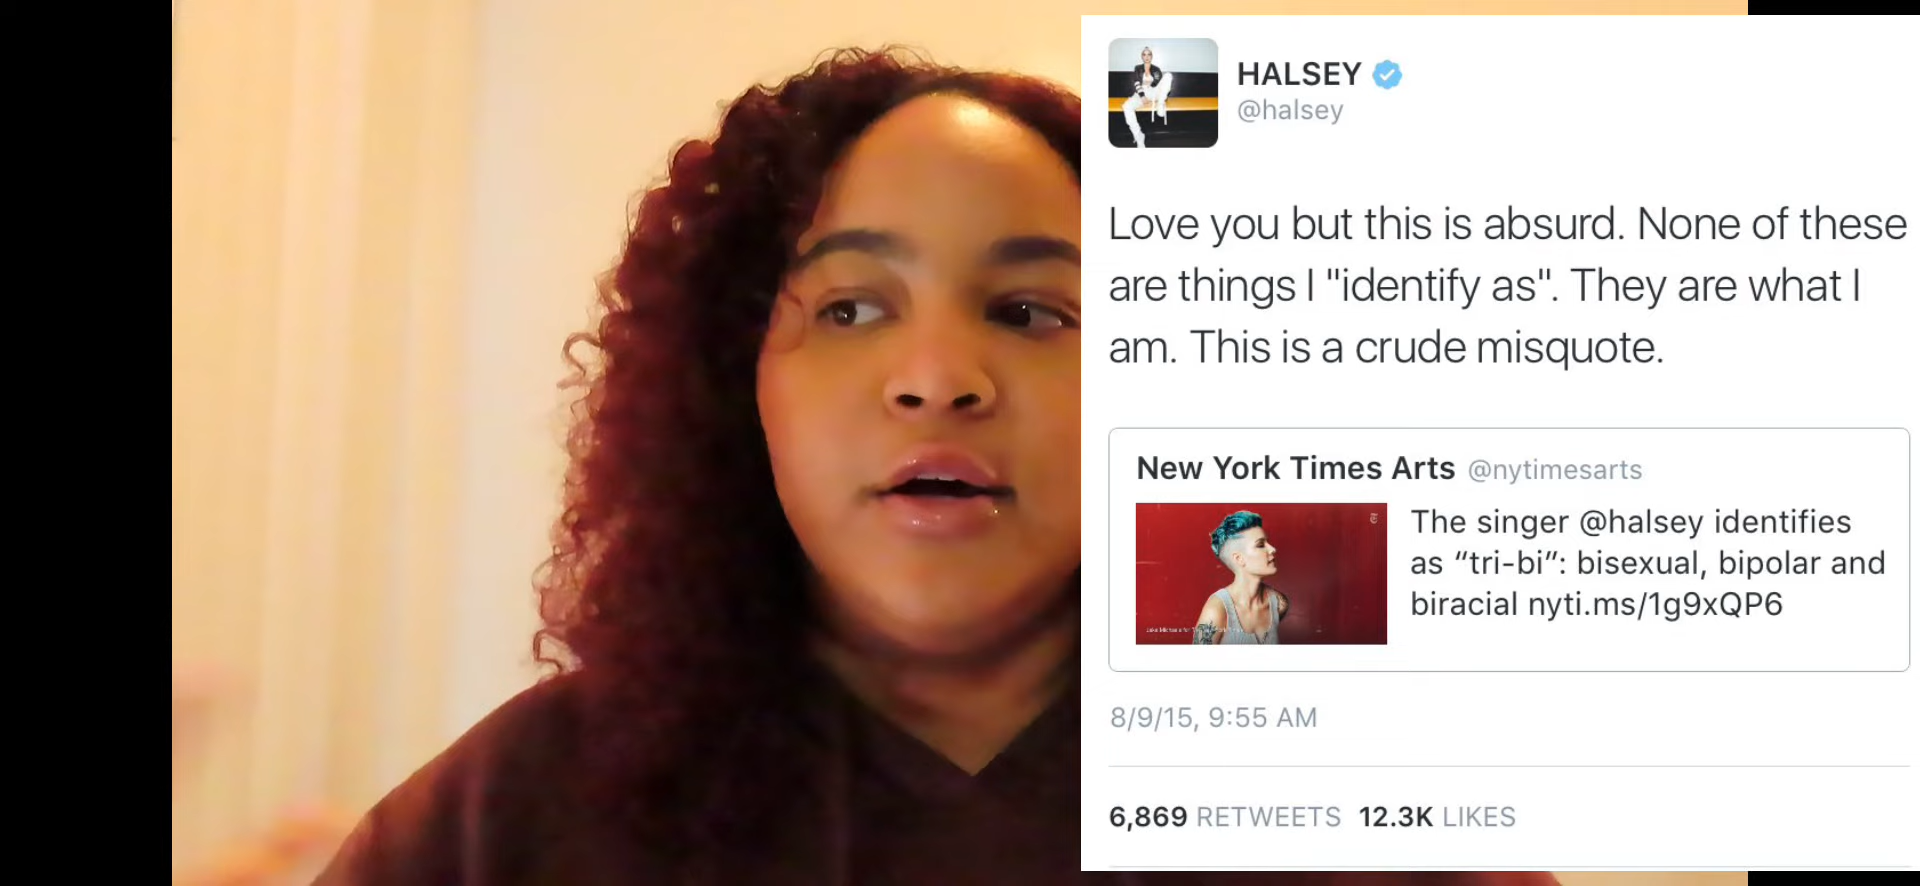 HALSEY
@halsey
Love you but this is absurd. None of these
are things I "identify as". They are what I
am. This is a crude misquote.
New York Times Arts @nytimesarts
The singer @halsey identifies
as “tri-bi”: bisexual, bipolar and
biracial nyti.ms/1g9xQP6
8/9/15, 9:55 AM
6,869 RETWEETS 12.3K LIKES